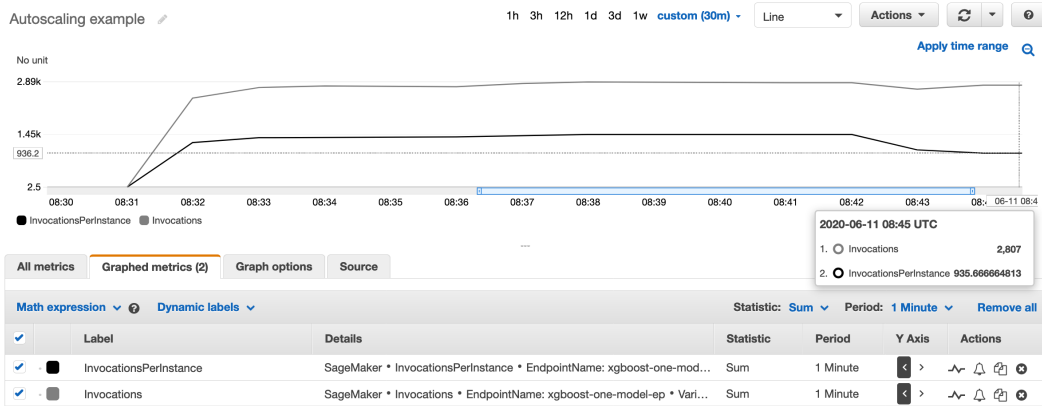 Autoscaling example 1h 3h 12h 1d 3d 1w custom (30m) Line Actions ?
Apply time range
No unit
2.89k
1.45k
936.2
2.5
08:30 08:31 08:32 08:33 08:34 08:35 08:36 08:37 08:38 08:39 08:40 08:41 08:42 08:43 08:4 06-11 08:4
InvocationsPerInstance Invocations
2020-06-11 08:45 UTC
1. Invocations 2,807
2. InvocationsPerInstance 935.666664813
All metrics Graphed metrics (2) Graph options Source
Math expression ? Dynamic labels Statistic: Sum Period: 1 Minute Remove all
Label Details Statistic Period Y Axis Actions
InvocationsPerInstance SageMaker • InvocationsPerInstance • EndpointName: xgboost-one-mod... Sum 1 Minute < >
Invocations SageMaker • Invocations • EndpointName: xgboost-one-model-ep • Vari... Sum 1 Minute < >